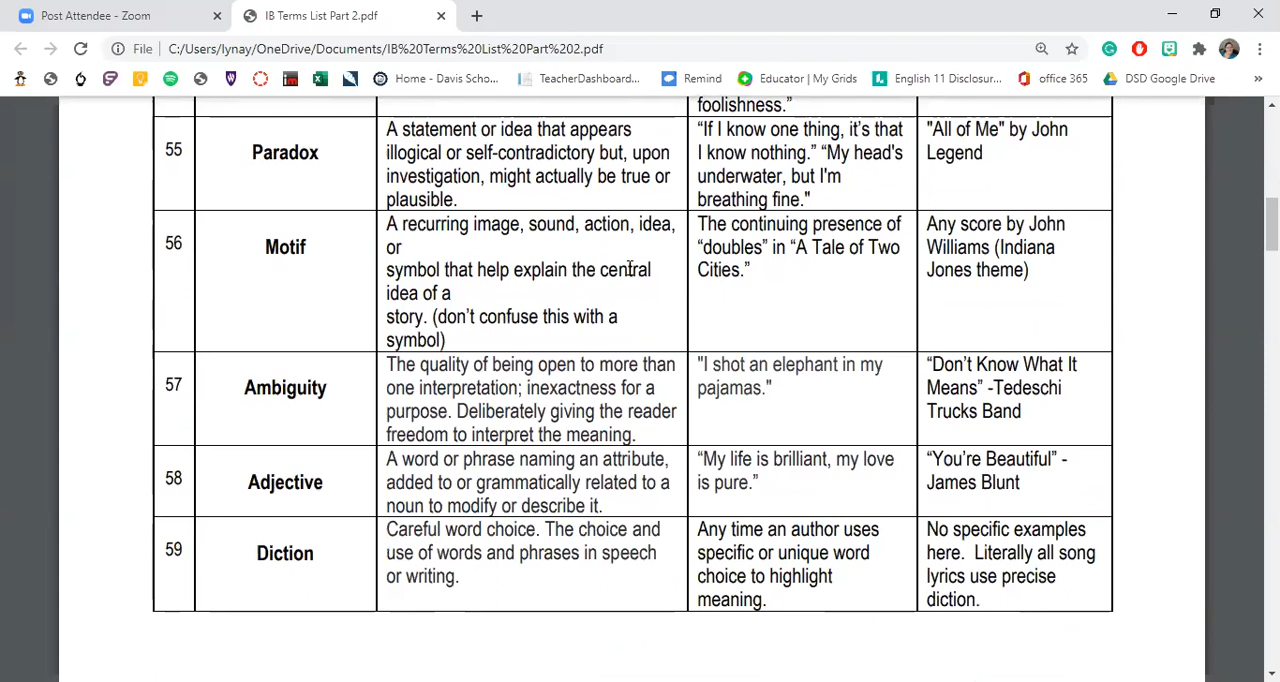 Post Attendee - Zoom
IB Terms List Part 2.pdf
File
C:/Users/lynay/OneDrive/Documents/IB%20Terms%20List%20Part%202.pdf
Home - Davis Scho...
TeacherDashboard...
Remind
Educator | My Grids
English 11 Disclosur...
office 365
DSD Google Drive
foolishness.”
55
Paradox
A statement or idea that appears
illogical or self-contradictory but, upon
investigation, might actually be true or
plausible.
“If I know one thing, it’s that
I know nothing.” “My head's
underwater, but I'm
breathing fine."
"All of Me" by John
Legend
56
Motif
A recurring image, sound, action, idea,
or
symbol that help explain the central
idea of a
story. (don’t confuse this with a
symbol)
The continuing presence of
“doubles” in “A Tale of Two
Cities.”
Any score by John
Williams (Indiana
Jones theme)
57
Ambiguity
The quality of being open to more than
one interpretation; inexactness for a
purpose. Deliberately giving the reader
freedom to interpret the meaning.
"I shot an elephant in my
pajamas."
“Don’t Know What It
Means” -Tedeschi
Trucks Band
58
Adjective
A word or phrase naming an attribute,
added to or grammatically related to a
noun to modify or describe it.
“My life is brilliant, my love
is pure.”
“You’re Beautiful” -
James Blunt
59
Diction
Careful word choice. The choice and
use of words and phrases in speech
or writing.
Any time an author uses
specific or unique word
choice to highlight
meaning.
No specific examples
here. Literally all song
lyrics use precise
diction.